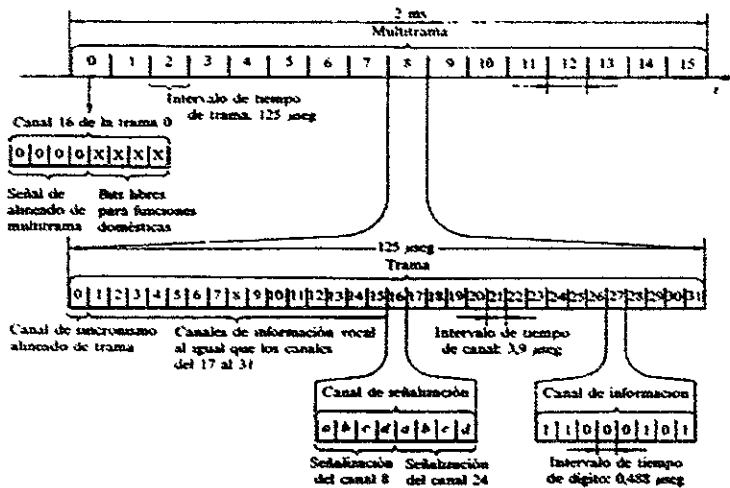 2 ms
Multitrama
0 1 2 3 4 5 6 7 8 9 10 11 12 13 14 15
t
Intervalo de tiempo
de trama. 125 µseg
Canal 16 de la trama 0
0 0 0 0 X X X X
Señal de
alineado de
multitrama
Bits libres
para funciones
domésticas
125 µseg
Trama
0 1 2 3 4 5 6 7 8 9 10 11 12 13 14 15 16 17 18 19 20 21 22 23 24 25 26 27 28 29 30 31
Canal de sincronismo
alineado de trama
Canales de información vocal
al igual que los canales
del 17 al 31
Intervalo de tiempo
de canal: 3,9 µseg
Canal de señalización
a b c d a b c d
Señalización
del canal 8
Señalización
del canal 24
Canal de informacion
1 1 0 0 0 1 0 1
Intervalo de tiempo
de dígito: 0,488 µseg